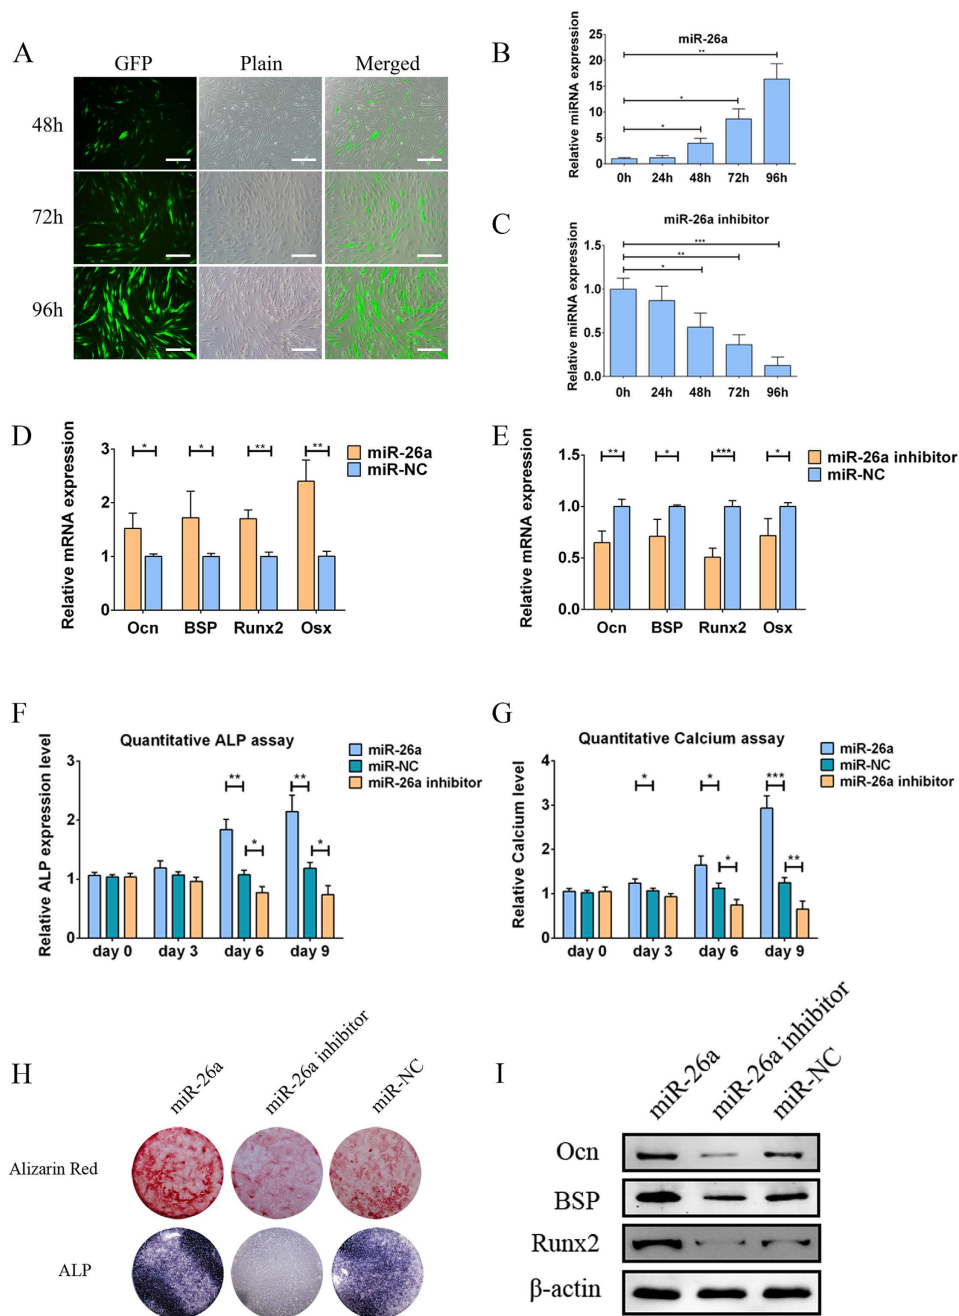 A
GFP
Plain
Merged
48h
72h
96h
B
miR-26a
Relative miRNA expression
25
20
15
10
5
0
**
*
*
0h 24h 48h 72h 96h
C
miR-26a inhibitor
Relative miRNA expression
1.5
1.0
0.5
0.0
***
**
*
0h 24h 48h 72h 96h
D
Relative mRNA expression
3
2
1
0
* * ** **
miR-26a
miR-NC
Ocn BSP Runx2 Osx
E
Relative mRNA expression
1.5
1.0
0.5
0.0
** * *** *
miR-26a inhibitor
miR-NC
Ocn BSP Runx2 Osx
F
Quantitative ALP assay
Relative ALP expression level
3
2
1
0
** **
* *
miR-26a
miR-NC
miR-26a inhibitor
day 0 day 3 day 6 day 9
G
Quantitative Calcium assay
Relative Calcium level
4
3
2
1
0
* * ***
* **
miR-26a
miR-NC
miR-26a inhibitor
day 0 day 3 day 6 day 9
H
miR-26a
miR-26a inhibitor
miR-NC
Alizarin Red
ALP
I
miR-26a
miR-26a inhibitor
miR-NC
Ocn
BSP
Runx2
β-actin